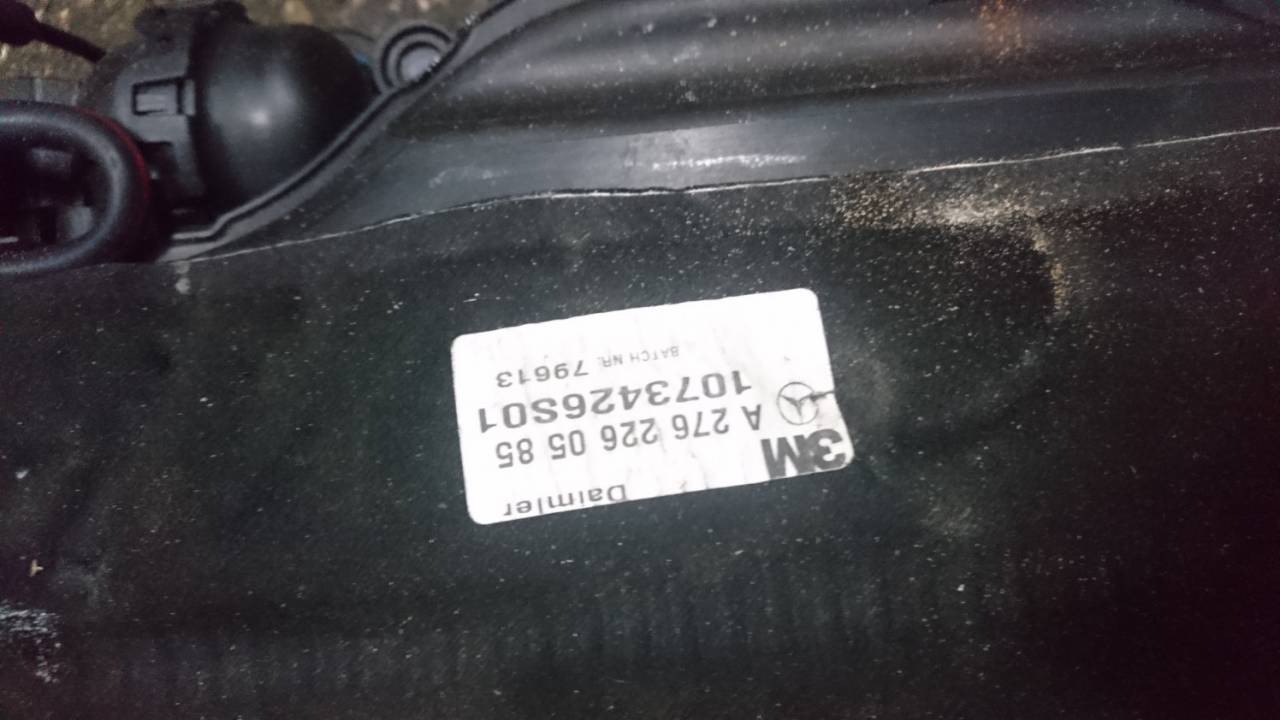 3M Daimler
A 276 226 05 85
1073426S01
BATCH NR. 79613